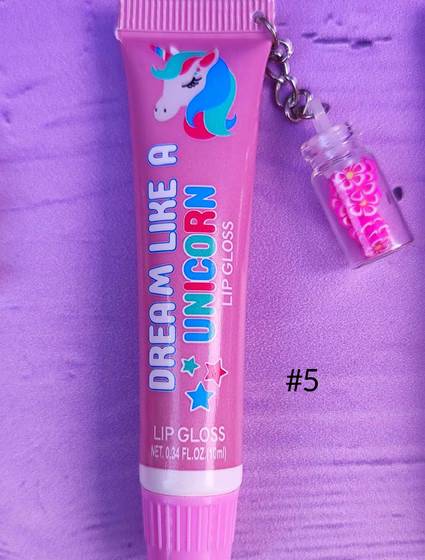 DREAM LIKE A
UNICORN
LIP GLOSS
#5
LIP GLOSS
NET. 0.34 FL.OZ.(10ml)